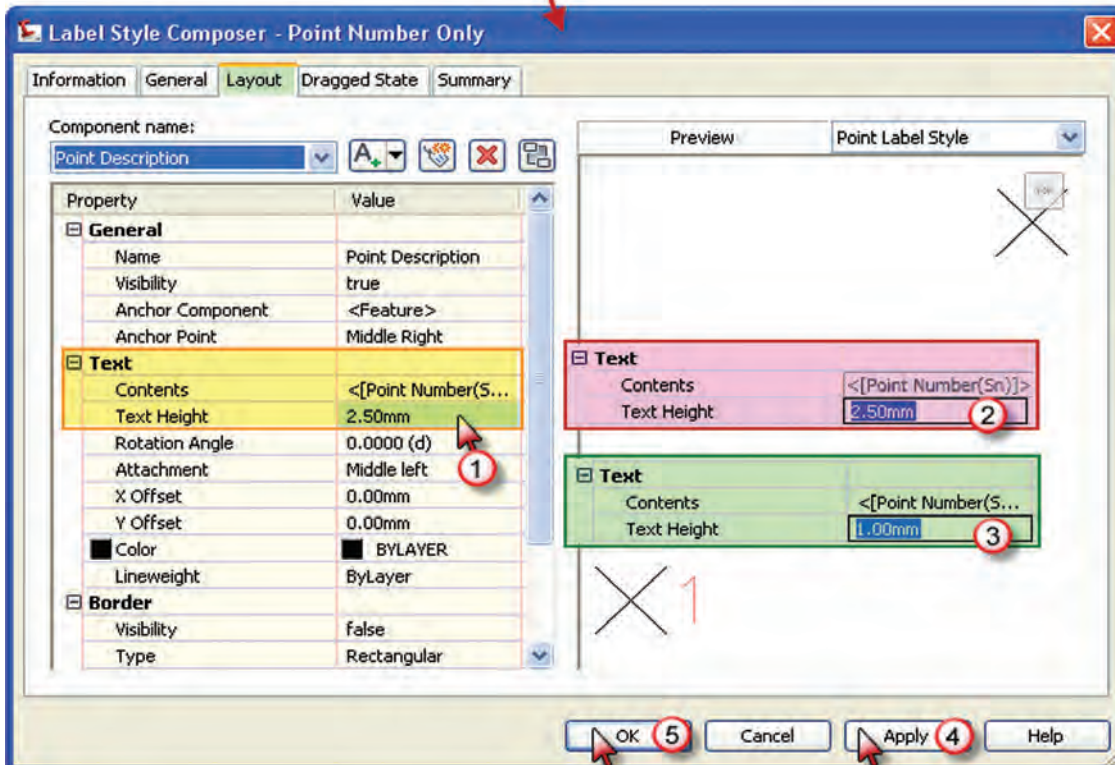 Label Style Composer - Point Number Only
Information General Layout Dragged State Summary
Component name:
Point Description
A
Preview Point Label Style
Property Value
General
Name Point Description
Visibility true
Anchor Component <Feature>
Anchor Point Middle Right
Text
Contents <[Point Number(S...
Text Height 2.50mm
1
Rotation Angle 0.0000 (d)
Attachment Middle left
X Offset 0.00mm
Y Offset 0.00mm
Color BYLAYER
Lineweight ByLayer
Border
Visibility false
Type Rectangular
Text
Contents <[Point Number(Sn)]>
Text Height 2.50mm
2
Text
Contents <[Point Number(S...
Text Height 1.00mm
3
1
OK 5 Cancel Apply 4 Help